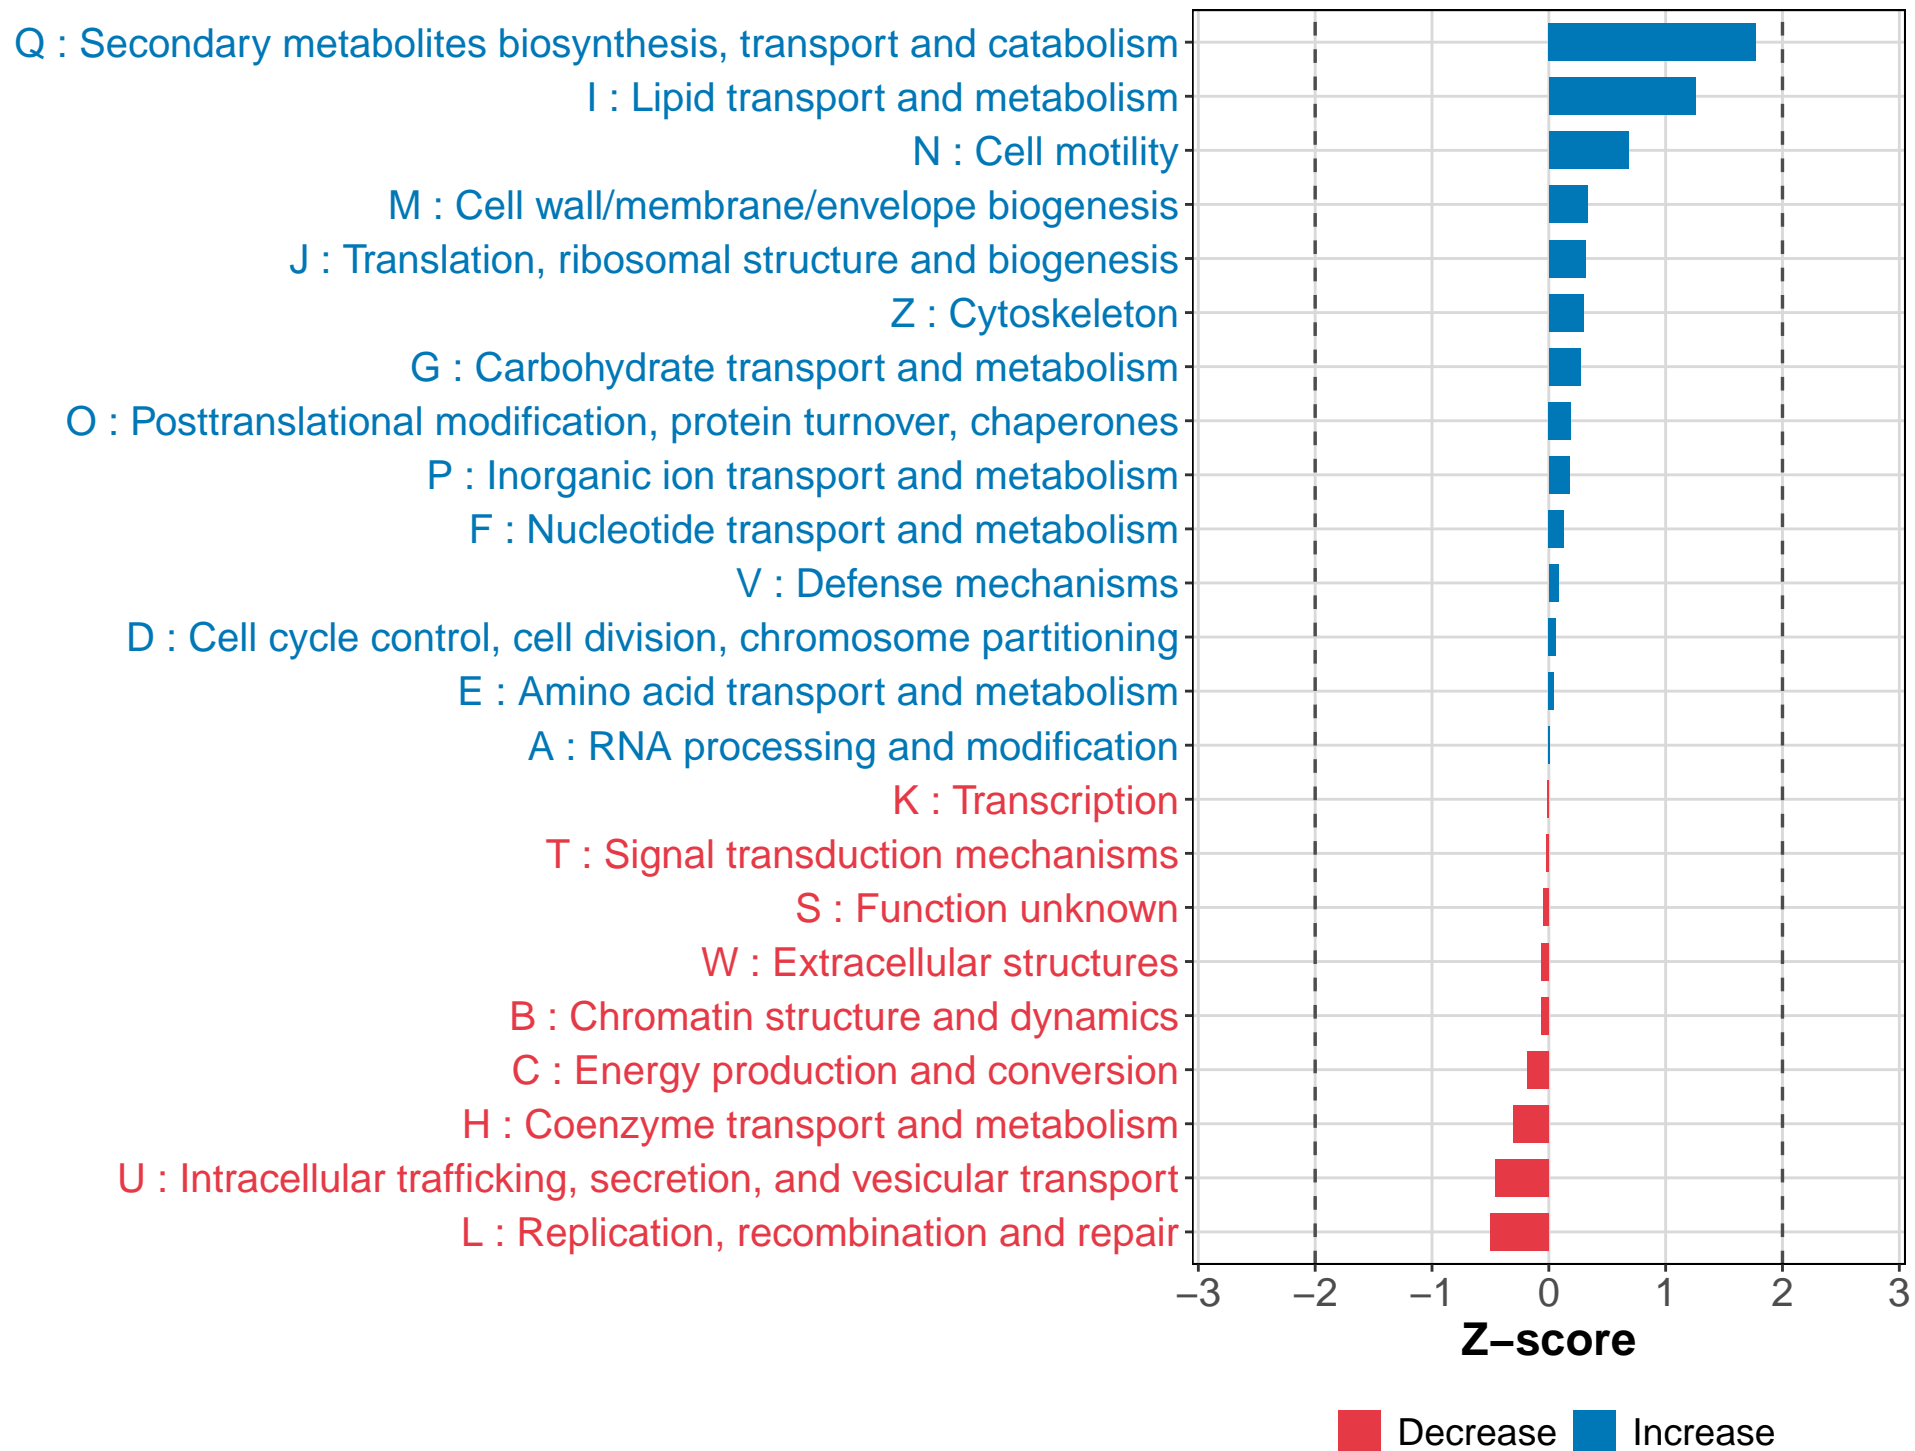 Q : Secondary metabolites biosynthesis, transport and catabolism
I : Lipid transport and metabolism
N : Cell motility
M : Cell wall/membrane/envelope biogenesis
J : Translation, ribosomal structure and biogenesis
Z : Cytoskeleton
G : Carbohydrate transport and metabolism
O : Posttranslational modification, protein turnover, chaperones
P : Inorganic ion transport and metabolism
F : Nucleotide transport and metabolism
V : Defense mechanisms
D : Cell cycle control, cell division, chromosome partitioning
E : Amino acid transport and metabolism
A : RNA processing and modification
K : Transcription
T : Signal transduction mechanisms
S : Function unknown
W : Extracellular structures
B : Chromatin structure and dynamics
C : Energy production and conversion
H : Coenzyme transport and metabolism
U : Intracellular trafficking, secretion, and vesicular transport
L : Replication, recombination and repair
−3 −2 −1 0 1 2 3
Z−score
Decrease Increase